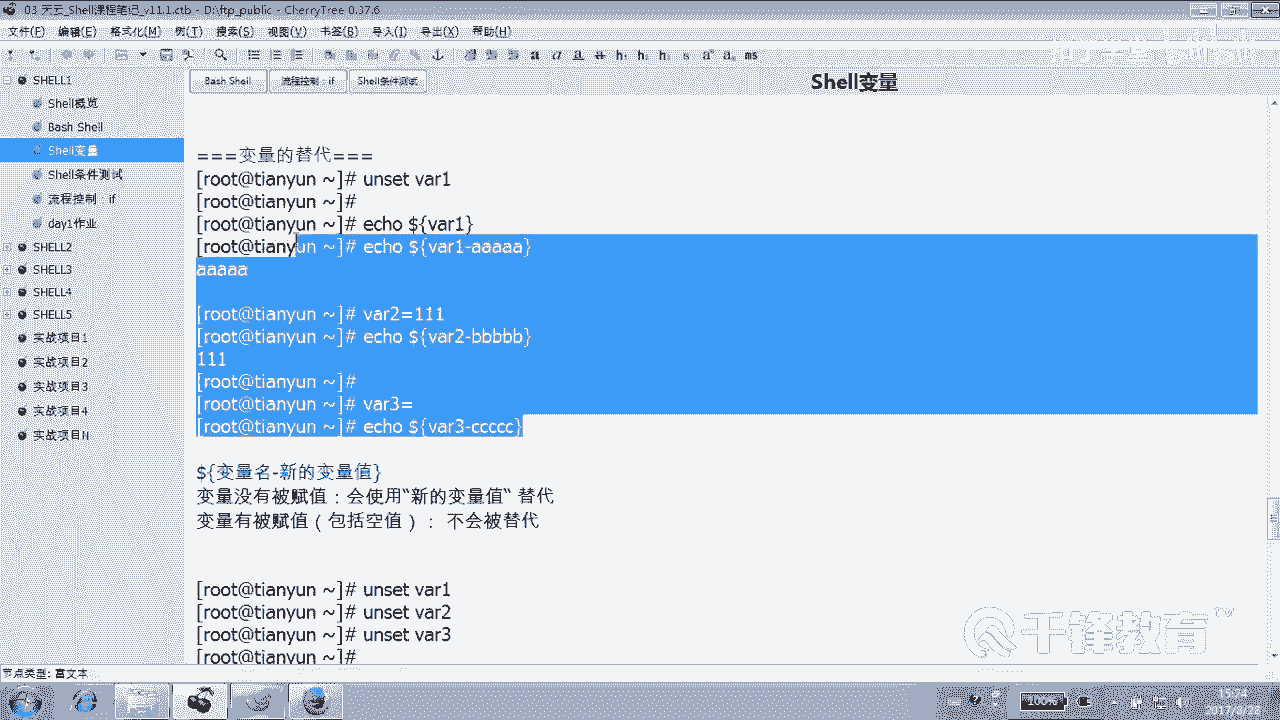 03 天云_Shell课程笔记_v11.1.ctb - D:\ftp_public - CherryTree 0.37.6
文件(F) 编辑(E) 格式化(M) 树(T) 搜索(S) 视图(V) 书签(B) 导入(I) 导出(X) 帮助(H)
a a a a h₁ h₂ h₃ s aˢ aₛ ms
SHELL1
Shell概览
Bash Shell
Shell变量
Shell条件测试
流程控制：if
day1作业
SHELL2
SHELL3
SHELL4
SHELL5
实战项目1
实战项目2
实战项目3
实战项目4
实战项目N
Bash Shell 流程控制：if Shell条件测试
Shell变量
===变量的替代===
[root@tianyun ~]# unset var1
[root@tianyun ~]#
[root@tianyun ~]# echo ${var1}
[root@tianyun ~]# echo ${var1-aaaaa}
aaaaa
[root@tianyun ~]# var2=111
[root@tianyun ~]# echo ${var2-bbbbb}
111
[root@tianyun ~]#
[root@tianyun ~]# var3=
[root@tianyun ~]# echo ${var3-ccccc}
${变量名-新的变量值}
变量没有被赋值：会使用“新的变量值“ 替代
变量有被赋值（包括空值）： 不会被替代
[root@tianyun ~]# unset var1
[root@tianyun ~]# unset var2
[root@tianyun ~]# unset var3
[root@tianyun ~]#
千锋教育
节点类型: 富文本
100%
15:24
2017/8/28